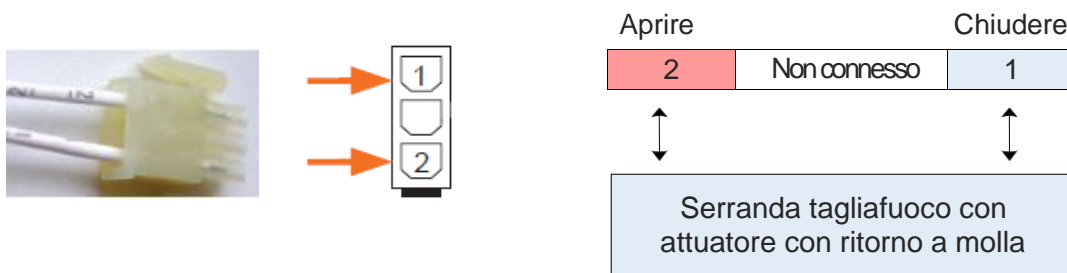 1
2
Aprire Chiudere
2 Non connesso 1
Serranda tagliafuoco con
attuatore con ritorno a molla